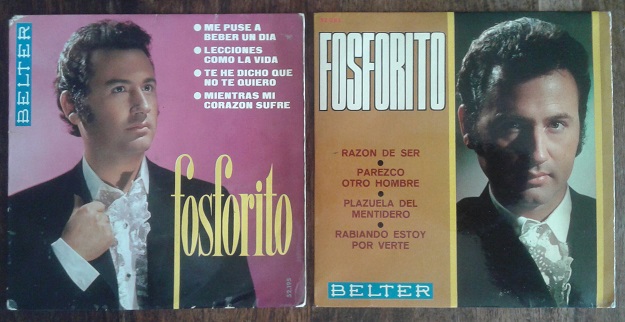 BELTER
● ME PUSE A
BEBER UN DIA
● LECCIONES
COMO LA VIDA
● TE HE DICHO QUE
NO TE QUIERO
● MIENTRAS MI
CORAZON SUFRE
fosforito
FOSFORITO
RAZON DE SER
● PAREZCO
OTRO HOMBRE
● PLAZUELA DEL
MENTIDERO
● RABIANDO ESTOY
POR VERTE
BELTER